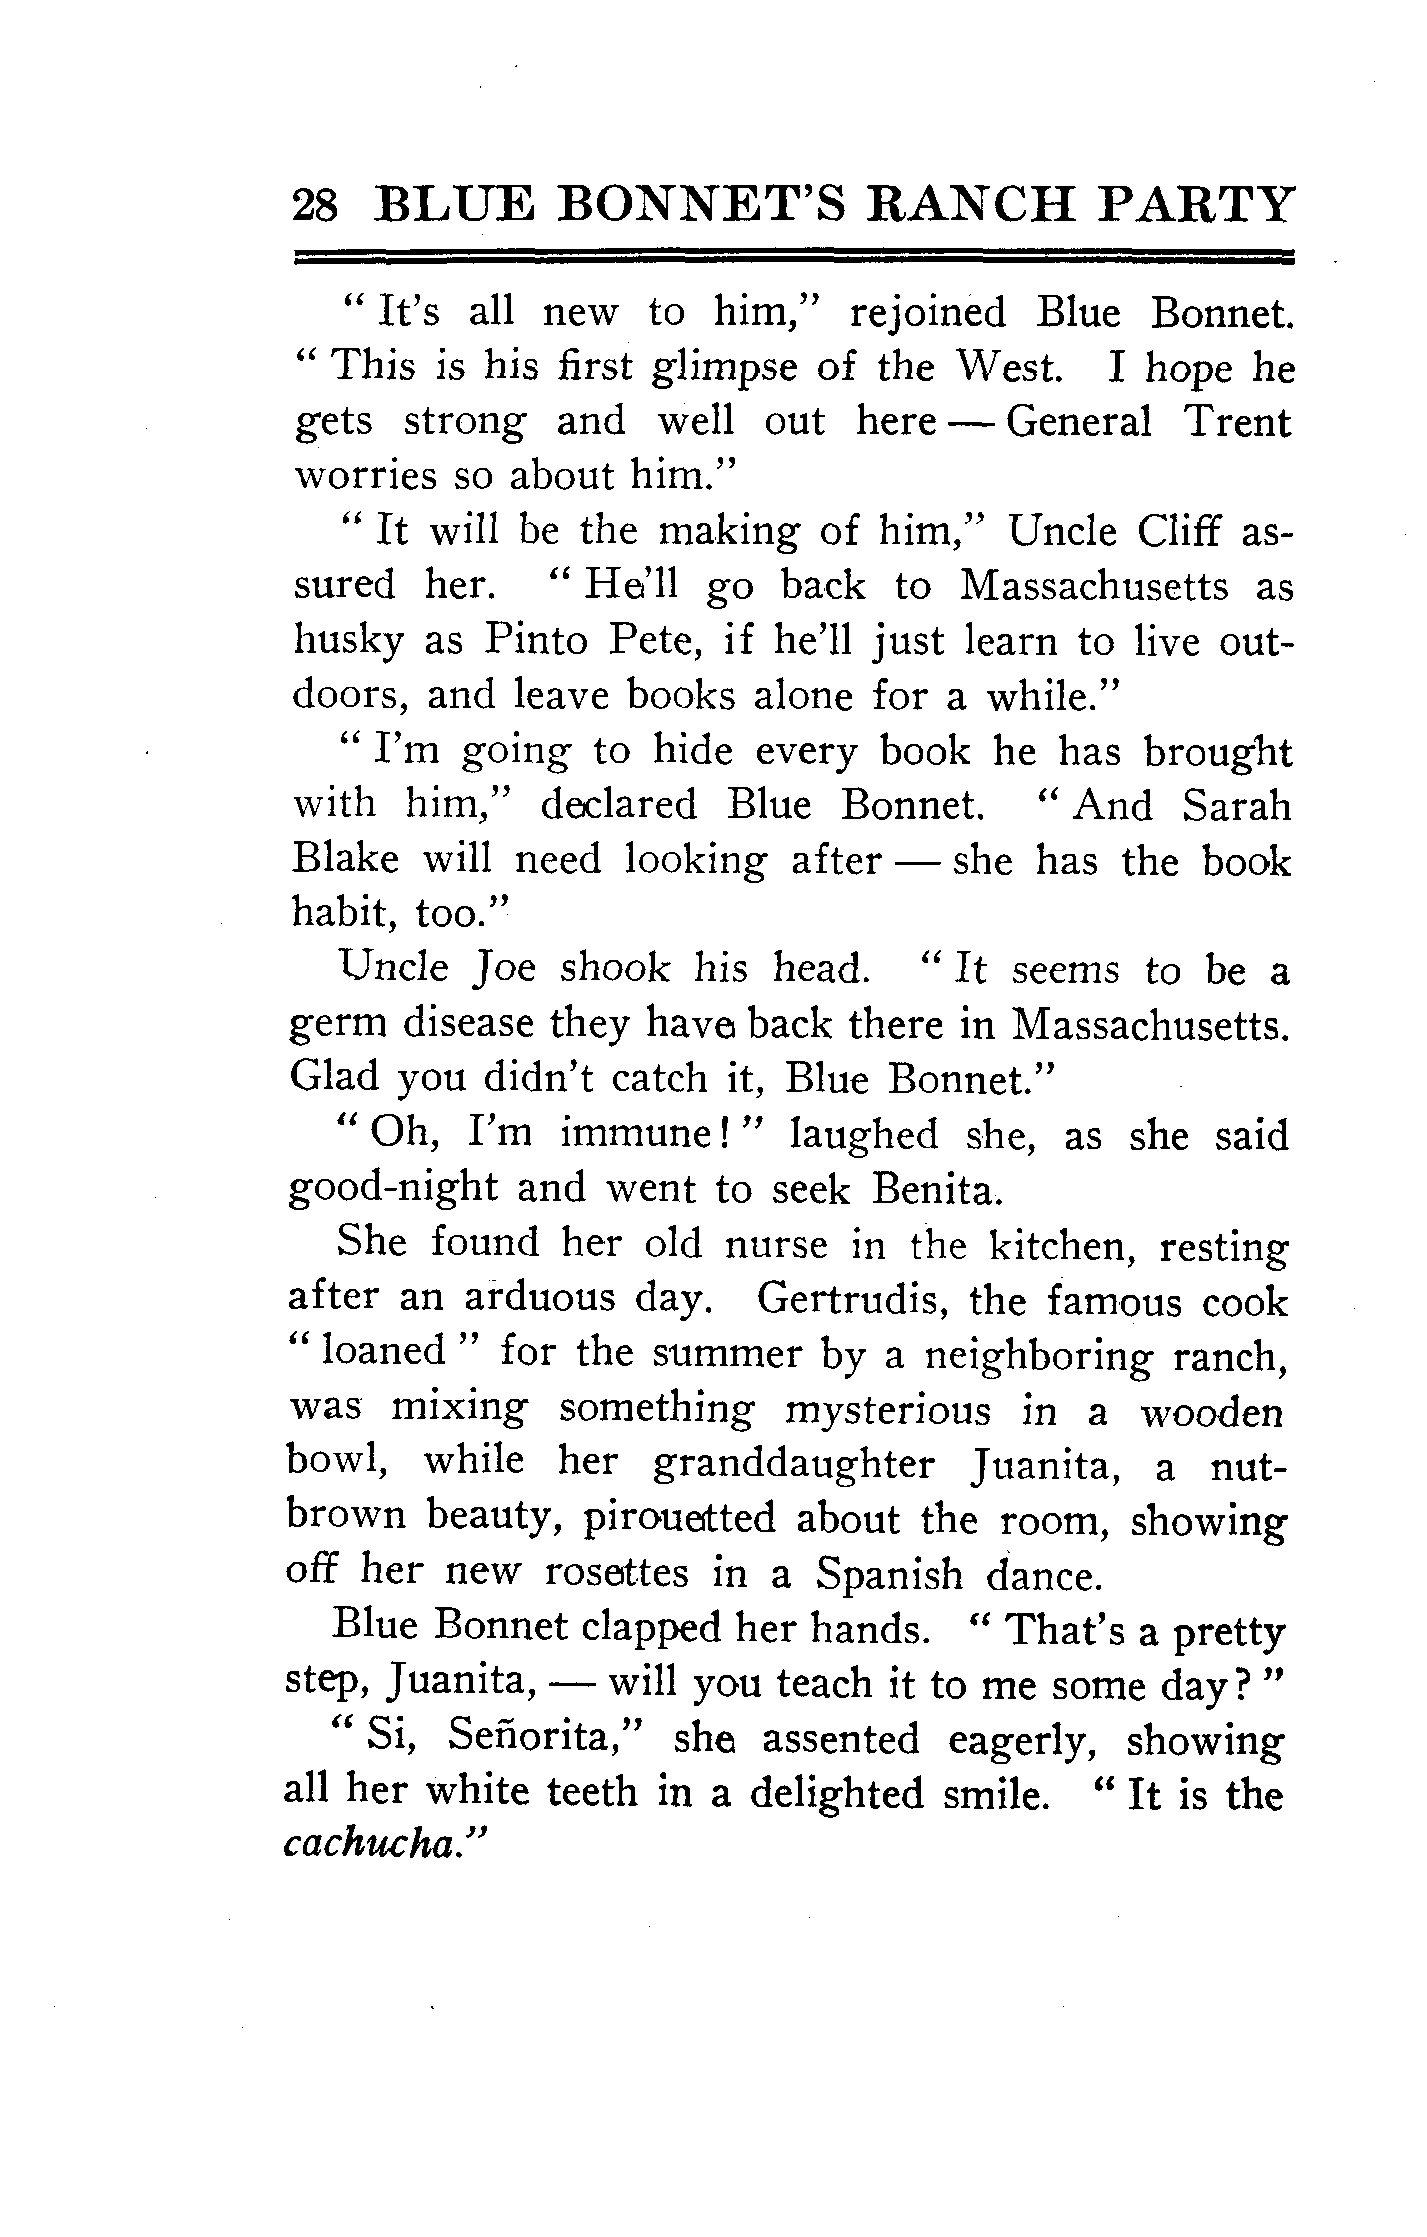 28 BLUE BONNET'S RANCH PARTY
" It's all new to him," rejoined Blue Bonnet.
" This is his first glimpse of the West. I hope he
gets strong and well out here — General Trent
worries so about him."
" It will be the making of him," Uncle Cliff as-
sured her. " He'll go back to Massachusetts as
husky as Pinto Pete, if he'll just learn to live out-
doors, and leave books alone for a while."
" I'm going to hide every book he has brought
with him," declared Blue Bonnet. " And Sarah
Blake will need looking after — she has the book
habit, too."
Uncle Joe shook his head. " It seems to be a
germ disease they have back there in Massachusetts.
Glad you didn't catch it, Blue Bonnet."
" Oh, I'm immune! " laughed she, as she said
good-night and went to seek Benita.
She found her old nurse in the kitchen, resting
after an arduous day. Gertrudis, the famous cook
" loaned " for the summer by a neighboring ranch,
was mixing something mysterious in a wooden
bowl, while her granddaughter Juanita, a nut-
brown beauty, pirouetted about the room, showing
off her new rosettes in a Spanish dance.
Blue Bonnet clapped her hands. " That's a pretty
step, Juanita, — will you teach it to me some day? "
" Si, Señorita," she assented eagerly, showing
all her white teeth in a delighted smile. " It is the
cachucha."